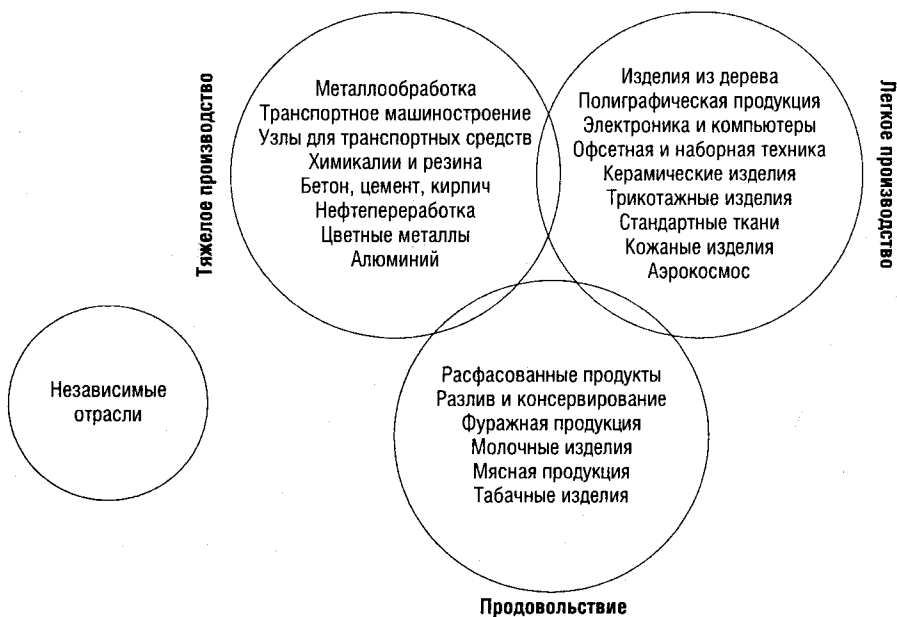 Тяжелое производство
Металлообработка
Транспортное машиностроение
Узлы для транспортных средств
Химикалии и резина
Бетон, цемент, кирпич
Нефтепереработка
Цветные металлы
Алюминий
Изделия из дерева
Полиграфическая продукция
Электроника и компьютеры
Офсетная и наборная техника
Керамические изделия
Трикотажные изделия
Стандартные ткани
Кожаные изделия
Аэрокосмос
Легкое производство
Независимые
отрасли
Расфасованные продукты
Разлив и консервирование
Фуражная продукция
Молочные изделия
Мясная продукция
Табачные изделия
Продовольствие